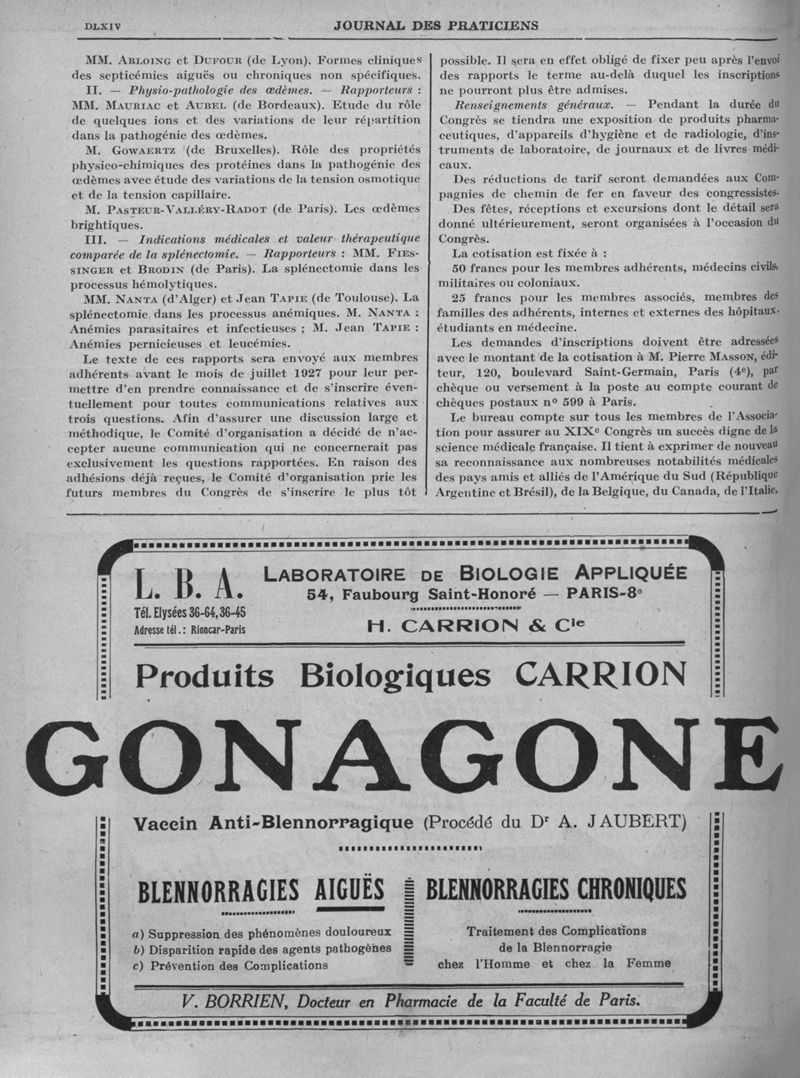 DLXIV
JOURNAL DES PRATICIENS
MM. ARLOING et DUFOUR (de Lyon). Formes cliniques
des septicémies aiguës ou chroniques non spécifiques.
II. — Physio-pathologie des œdèmes. — Rapporteurs :
MM. MAURIAC et AUBEL (de Bordeaux). Etude du rôle
de quelques ions et des variations de leur répartition
dans la pathogénie des œdèmes.
M. GOWAERTZ (de Bruxelles). Rôle des propriétés
physico-chimiques des protéines dans la pathogénie des
œdèmes avec étude des variations de la tension osmotique
et de la tension capillaire.
M. PASTEUR-VALLÉRY-RADOT (de Paris). Les œdèmes
brightiques.
III. — Indications médicales et valeur thérapeutique
comparée de la splénectomie. — Rapporteurs : MM. FIES-
SINGER et BRODIN (de Paris). La splénectomie dans les
processus hémolytiques.
MM. NANTA (d'Alger) et Jean TAPIE (de Toulouse). La
splénectomie dans les processus anémiques. M. NANTA :
Anémies parasitaires et infectieuses ; M. Jean TAPIE :
Anémies pernicieuses et leucémies.
Le texte de ces rapports sera envoyé aux membres
adhérents avant le mois de juillet 1927 pour leur per-
mettre d'en prendre connaissance et de s'inscrire éven-
tuellement pour toutes communications relatives aux
trois questions. Afin d'assurer une discussion large et
méthodique, le Comité d'organisation a décidé de n'ac-
cepter aucune communication qui ne concernerait pas
exclusivement les questions rapportées. En raison des
adhésions déjà reçues, le Comité d'organisation prie les
futurs membres du Congrès de s'inscrire le plus tôt
possible. Il sera en effet obligé de fixer peu après l'envoi
des rapports le terme au-delà duquel les inscriptions
ne pourront plus être admises.
Renseignements généraux. — Pendant la durée du
Congrès se tiendra une exposition de produits pharma-
ceutiques, d'appareils d'hygiène et de radiologie, d'ins-
truments de laboratoire, de journaux et de livres médi-
caux.
Des réductions de tarif seront demandées aux Com-
pagnies de chemin de fer en faveur des congressistes.
Des fêtes, réceptions et excursions dont le détail sera
donné ultérieurement, seront organisées à l'occasion du
Congrès.
La cotisation est fixée à :
50 francs pour les membres adhérents, médecins civils,
militaires ou coloniaux.
25 francs pour les membres associés, membres des
familles des adhérents, internes et externes des hôpitaux,
étudiants en médecine.
Les demandes d'inscriptions doivent être adressées
avec le montant de la cotisation à M. Pierre MASSON, édi-
teur, 120, boulevard Saint-Germain, Paris (4e), par
chèque ou versement à la poste au compte courant de
chèques postaux n° 599 à Paris.
Le bureau compte sur tous les membres de l'Associa-
tion pour assurer au XIXe Congrès un succès digne de la
science médicale française. Il tient à exprimer de nouveau
sa reconnaissance aux nombreuses notabilités médicales
des pays amis et alliés de l'Amérique du Sud (République
Argentine et Brésil), de la Belgique, du Canada, de l'Italie,
L. B. A.
Tél. Elysées 36-64, 36-45
Adresse tél. : Rioncar-Paris
LABORATOIRE DE BIOLOGIE APPLIQUÉE
54, Faubourg Saint-Honoré — PARIS-8e
H. CARRION & Cie
Produits Biologiques CARRION
GONAGONE
Vaccin Anti-Blennorragique (Procédé du Dr A. JAUBERT)
BLENNORRAGIES AIGUËS
a) Suppression des phénomènes douloureux
b) Disparition rapide des agents pathogènes
c) Prévention des Complications
BLENNORRAGIES CHRONIQUES
Traitement des Complications
de la Blennorragie
chez l'Homme et chez la Femme
V. BORRIEN, Docteur en Pharmacie de la Faculté de Paris.